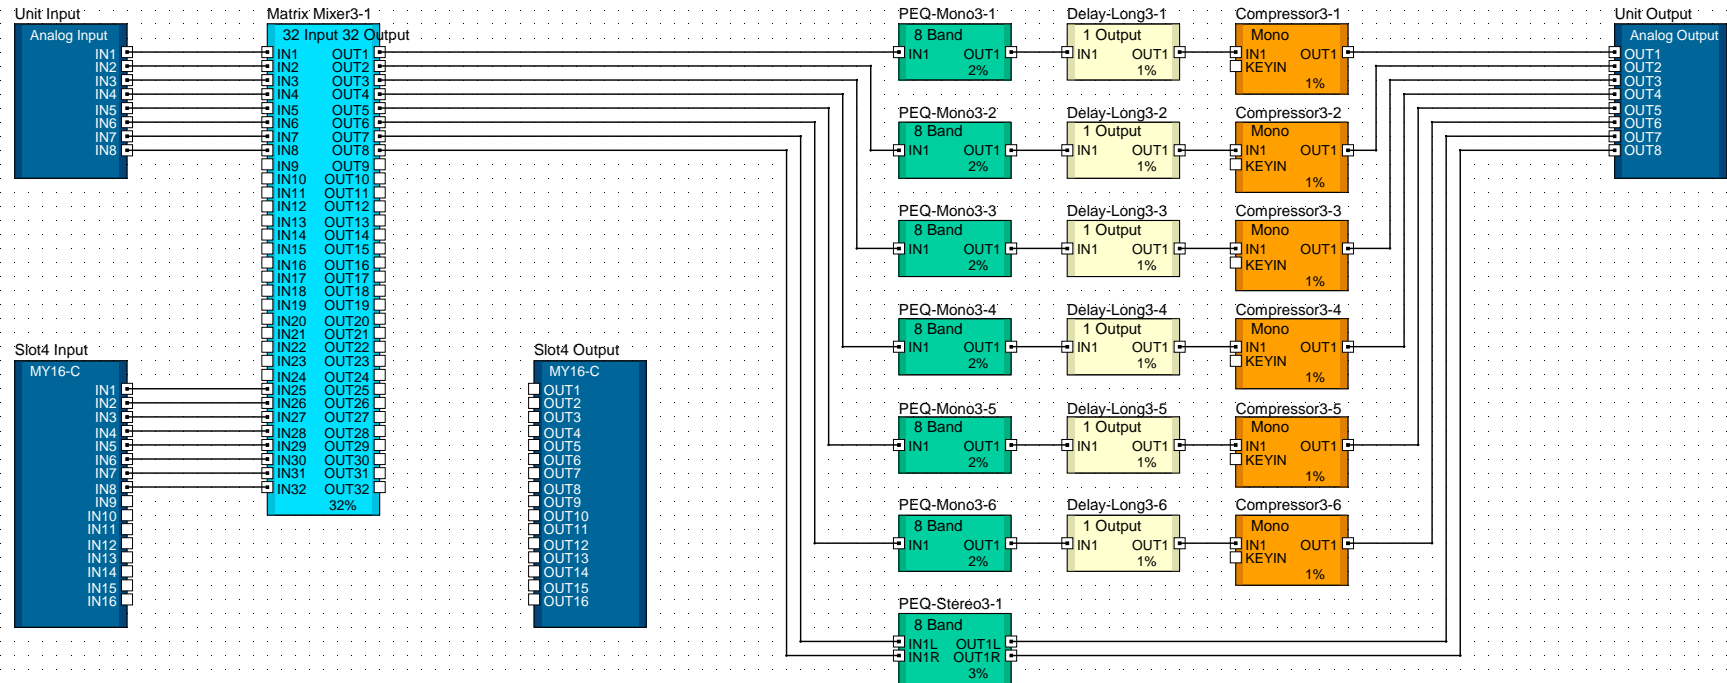 Unit Input
Analog Input
IN1
IN2
IN3
IN4
IN5
IN6
IN7
IN8
Slot4 Input
MY16-C
IN1
IN2
IN3
IN4
IN5
IN6
IN7
IN8
IN9
IN10
IN11
IN12
IN13
IN14
IN15
IN16
Matrix Mixer3-1
32 Input 32 Output
IN1 OUT1
IN2 OUT2
IN3 OUT3
IN4 OUT4
IN5 OUT5
IN6 OUT6
IN7 OUT7
IN8 OUT8
IN9 OUT9
IN10 OUT10
IN11 OUT11
IN12 OUT12
IN13 OUT13
IN14 OUT14
IN15 OUT15
IN16 OUT16
IN17 OUT17
IN18 OUT18
IN19 OUT19
IN20 OUT20
IN21 OUT21
IN22 OUT22
IN23 OUT23
IN24 OUT24
IN25 OUT25
IN26 OUT26
IN27 OUT27
IN28 OUT28
IN29 OUT29
IN30 OUT30
IN31 OUT31
IN32 OUT32
32%
Slot4 Output
MY16-C
OUT1
OUT2
OUT3
OUT4
OUT5
OUT6
OUT7
OUT8
OUT9
OUT10
OUT11
OUT12
OUT13
OUT14
OUT15
OUT16
PEQ-Mono3-1
8 Band
IN1 OUT1
2%
Delay-Long3-1
1 Output
IN1 OUT1
1%
Compressor3-1
Mono
IN1 OUT1
KEYIN
1%
PEQ-Mono3-2
8 Band
IN1 OUT1
2%
Delay-Long3-2
1 Output
IN1 OUT1
1%
Compressor3-2
Mono
IN1 OUT1
KEYIN
1%
PEQ-Mono3-3
8 Band
IN1 OUT1
2%
Delay-Long3-3
1 Output
IN1 OUT1
1%
Compressor3-3
Mono
IN1 OUT1
KEYIN
1%
PEQ-Mono3-4
8 Band
IN1 OUT1
2%
Delay-Long3-4
1 Output
IN1 OUT1
1%
Compressor3-4
Mono
IN1 OUT1
KEYIN
1%
PEQ-Mono3-5
8 Band
IN1 OUT1
2%
Delay-Long3-5
1 Output
IN1 OUT1
1%
Compressor3-5
Mono
IN1 OUT1
KEYIN
1%
PEQ-Mono3-6
8 Band
IN1 OUT1
2%
Delay-Long3-6
1 Output
IN1 OUT1
1%
Compressor3-6
Mono
IN1 OUT1
KEYIN
1%
PEQ-Stereo3-1
8 Band
IN1L OUT1L
IN1R OUT1R
3%
Unit Output
Analog Output
OUT1
OUT2
OUT3
OUT4
OUT5
OUT6
OUT7
OUT8